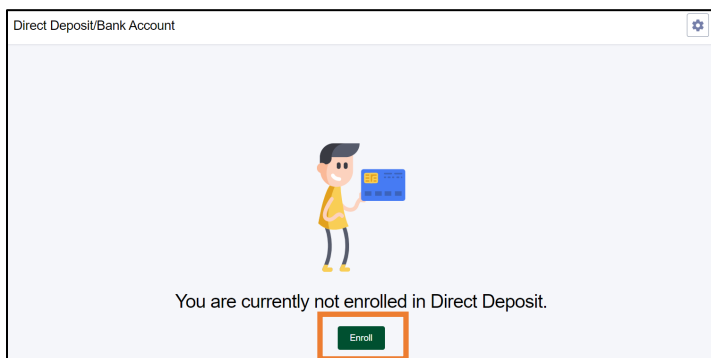 Direct Deposit/Bank Account
You are currently not enrolled in Direct Deposit.
Enroll